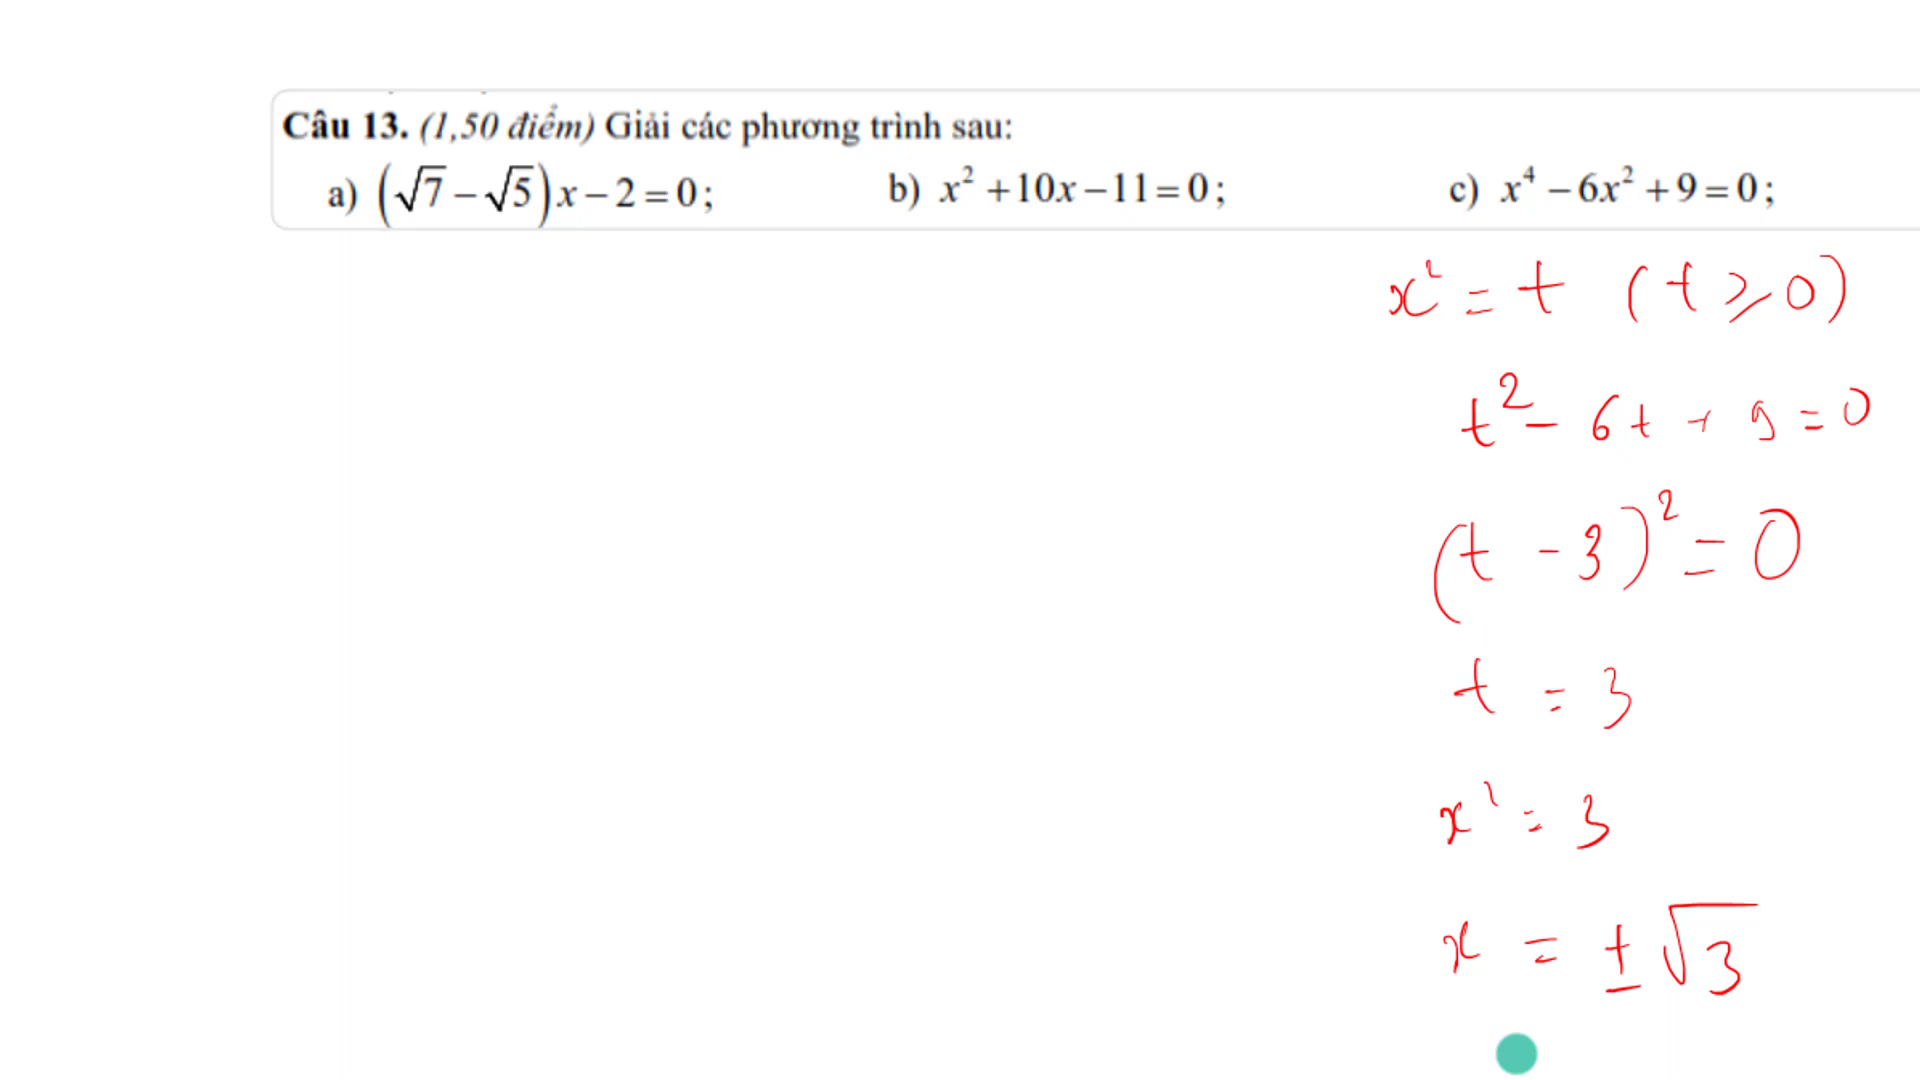 Câu 13. (1,50 điểm) Giải các phương trình sau:
a) (√7 − √5)x − 2 = 0; b) x² + 10x − 11 = 0; c) x⁴ − 6x² + 9 = 0;
x² = t (t ≥ 0)
t² − 6t + 9 = 0
(t − 3)² = 0
t = 3
x² = 3
x = ± √3